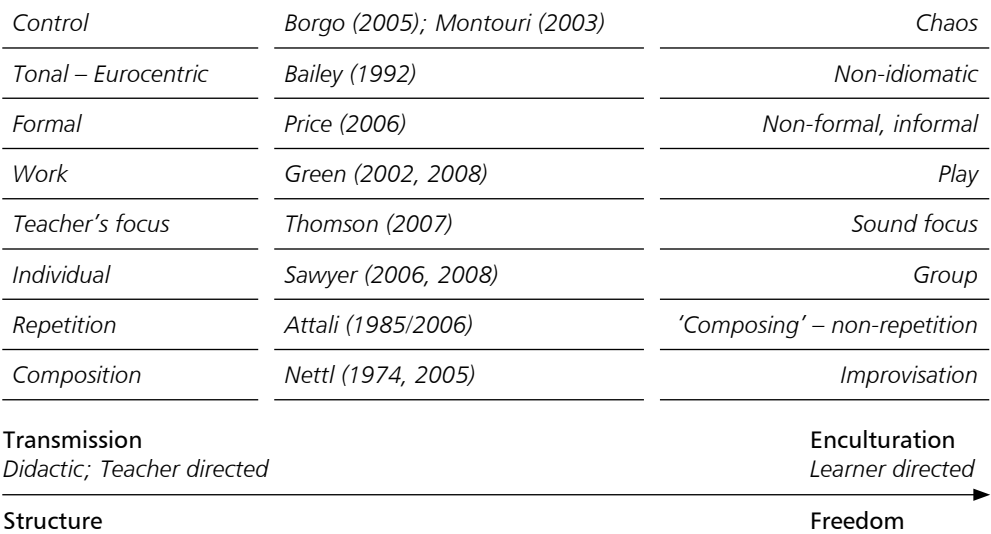 Control Borgo (2005); Montouri (2003) Chaos
Tonal – Eurocentric Bailey (1992) Non-idiomatic
Formal Price (2006) Non-formal, informal
Work Green (2002, 2008) Play
Teacher’s focus Thomson (2007) Sound focus
Individual Sawyer (2006, 2008) Group
Repetition Attali (1985/2006) ‘Composing’ – non-repetition
Composition Nettl (1974, 2005) Improvisation
Transmission Enculturation
Didactic; Teacher directed Learner directed
Structure Freedom